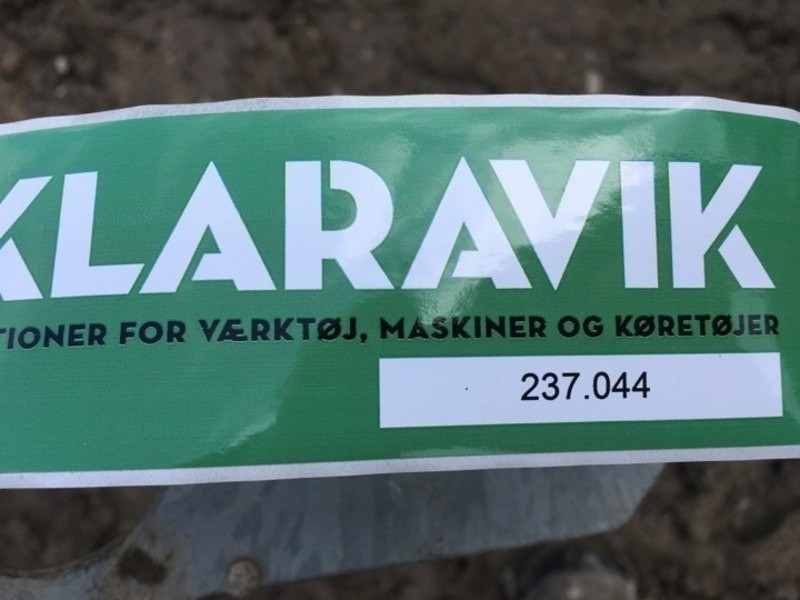 KLARAVIK
TIONER FOR VÆRKTØJ, MASKINER OG KØRETØJER
237.044